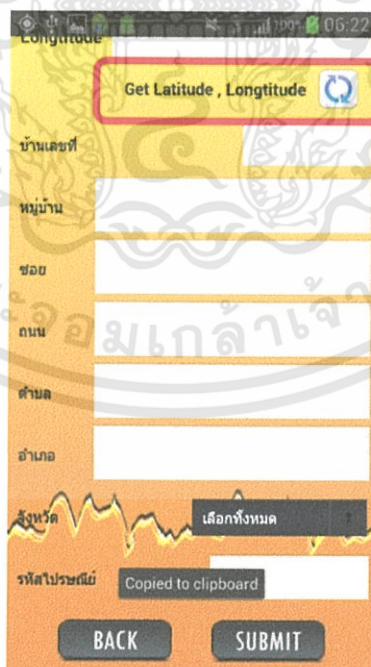 100% 06:22
Longtitude
Get Latitude , Longtitude
บ้านเลขที่
หมู่บ้าน
ซอย
ถนน
ตำบล
อำเภอ
จังหวัด
เลือกทั้งหมด
รหัสไปรษณีย์
Copied to clipboard
BACK
SUBMIT